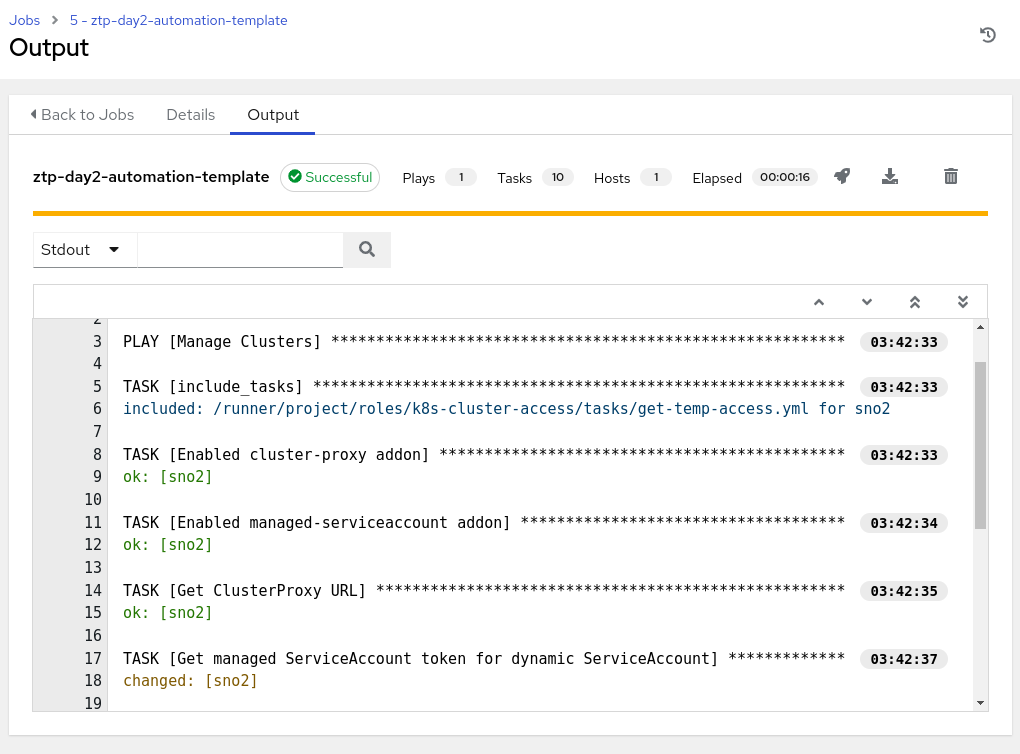 Jobs > 5 - ztp-day2-automation-template
Output
Back to Jobs Details Output
ztp-day2-automation-template Successful Plays 1 Tasks 10 Hosts 1 Elapsed 00:00:16
Stdout
2
3 PLAY [Manage Clusters] ********************************************************* 03:42:33
4
5 TASK [include_tasks] *********************************************************** 03:42:33
6 included: /runner/project/roles/k8s-cluster-access/tasks/get-temp-access.yml for sno2
7
8 TASK [Enabled cluster-proxy addon] ********************************************* 03:42:33
9 ok: [sno2]
10
11 TASK [Enabled managed-serviceaccount addon] ************************************ 03:42:34
12 ok: [sno2]
13
14 TASK [Get ClusterProxy URL] **************************************************** 03:42:35
15 ok: [sno2]
16
17 TASK [Get managed ServiceAccount token for dynamic ServiceAccount] ************* 03:42:37
18 changed: [sno2]
19